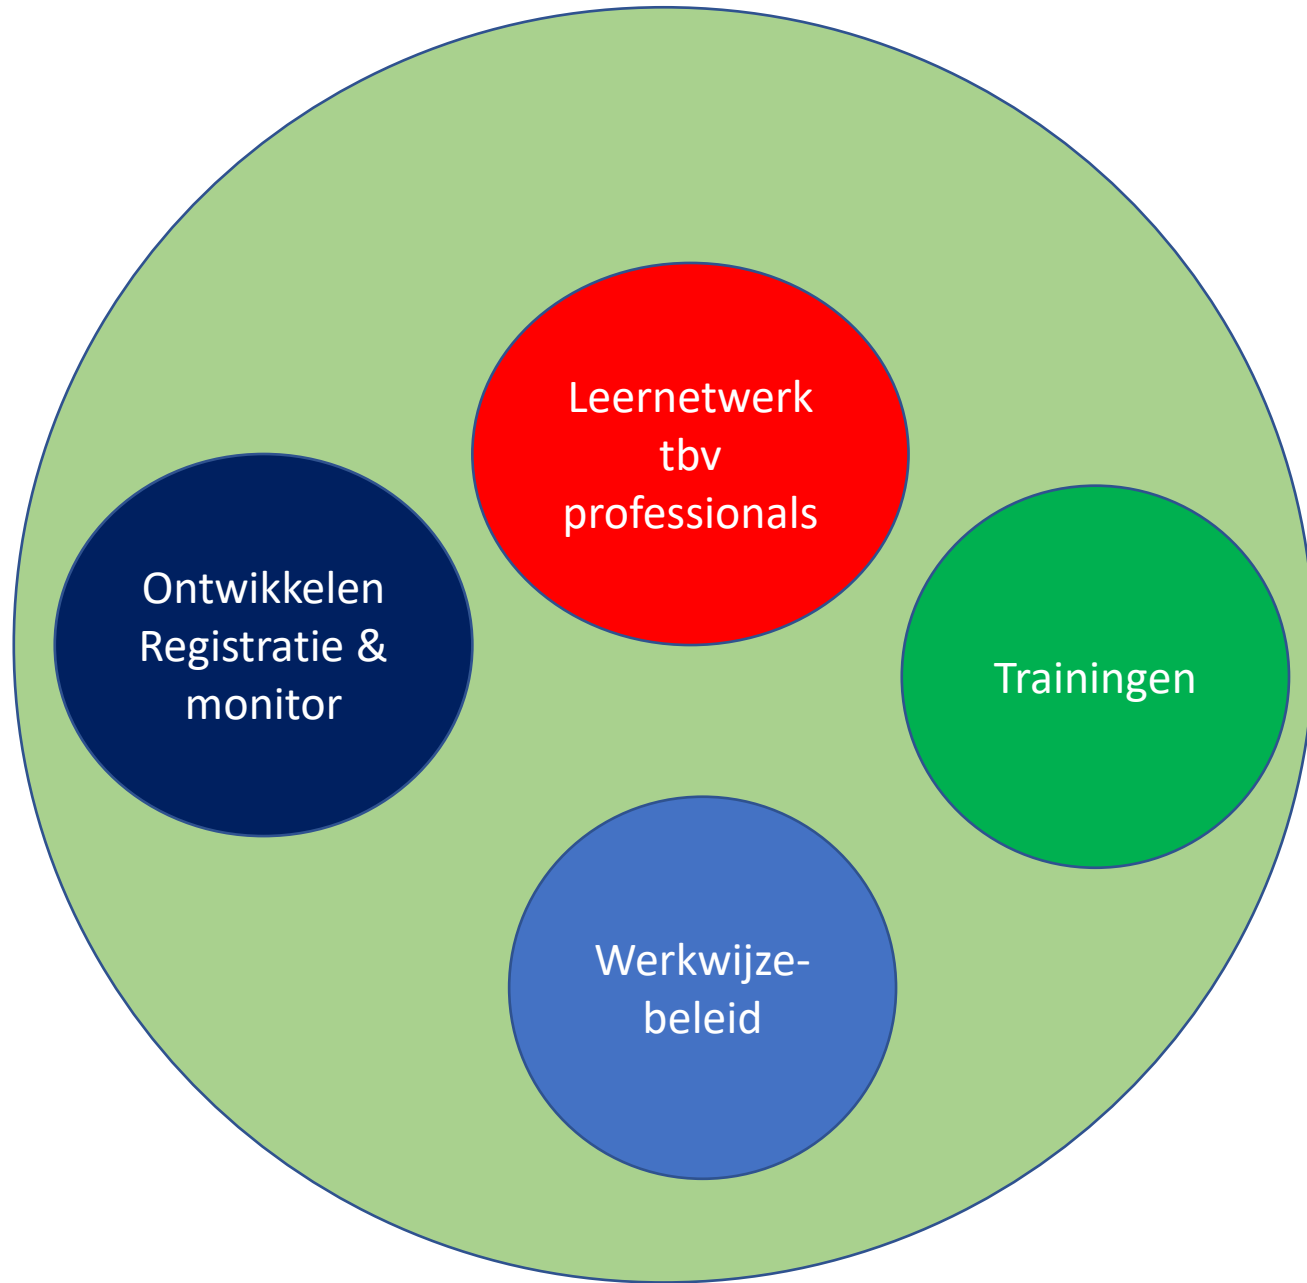 Leernetwerk
tbv
professionals
Ontwikkelen
Registratie &
monitor
Trainingen
Werkwijze-
beleid